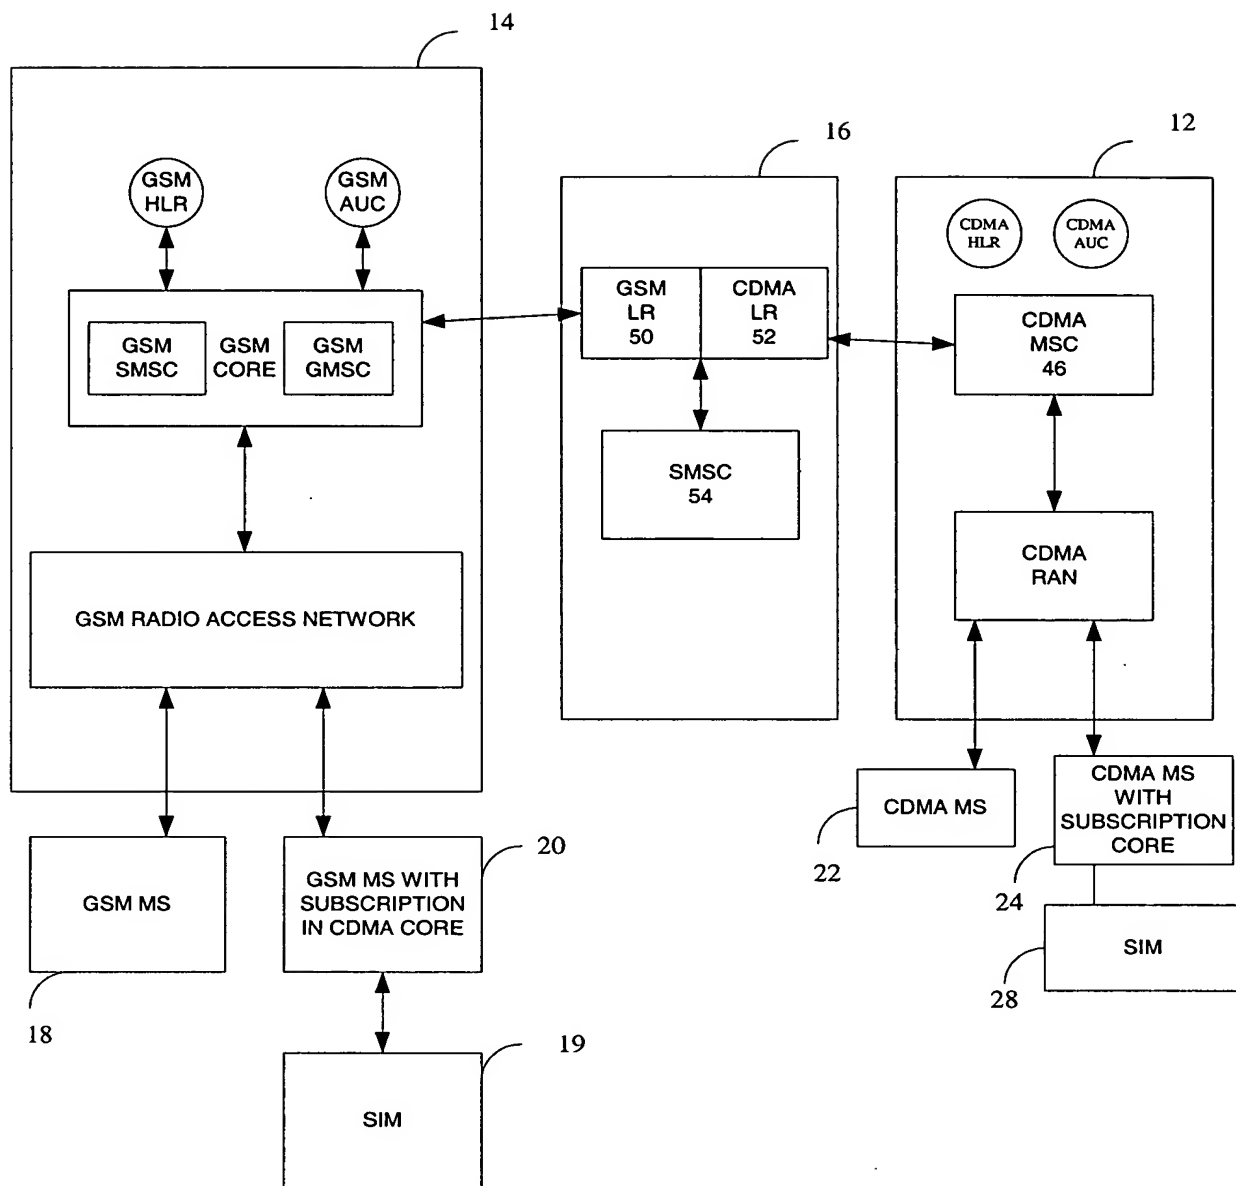 14
16
12
GSM
HLR
GSM
AUC
GSM
SMSC
GSM
CORE
GSM
GMSC
GSM RADIO ACCESS NETWORK
GSM MS
18
20
GSM MS WITH
SUBSCRIPTION
IN CDMA CORE
19
SIM
GSM
LR
50
CDMA
LR
52
SMSC
54
CDMA
HLR
CDMA
AUC
CDMA
MSC
46
CDMA
RAN
CDMA MS
22
CDMA MS
WITH
SUBSCRIPTION
CORE
24
SIM
28